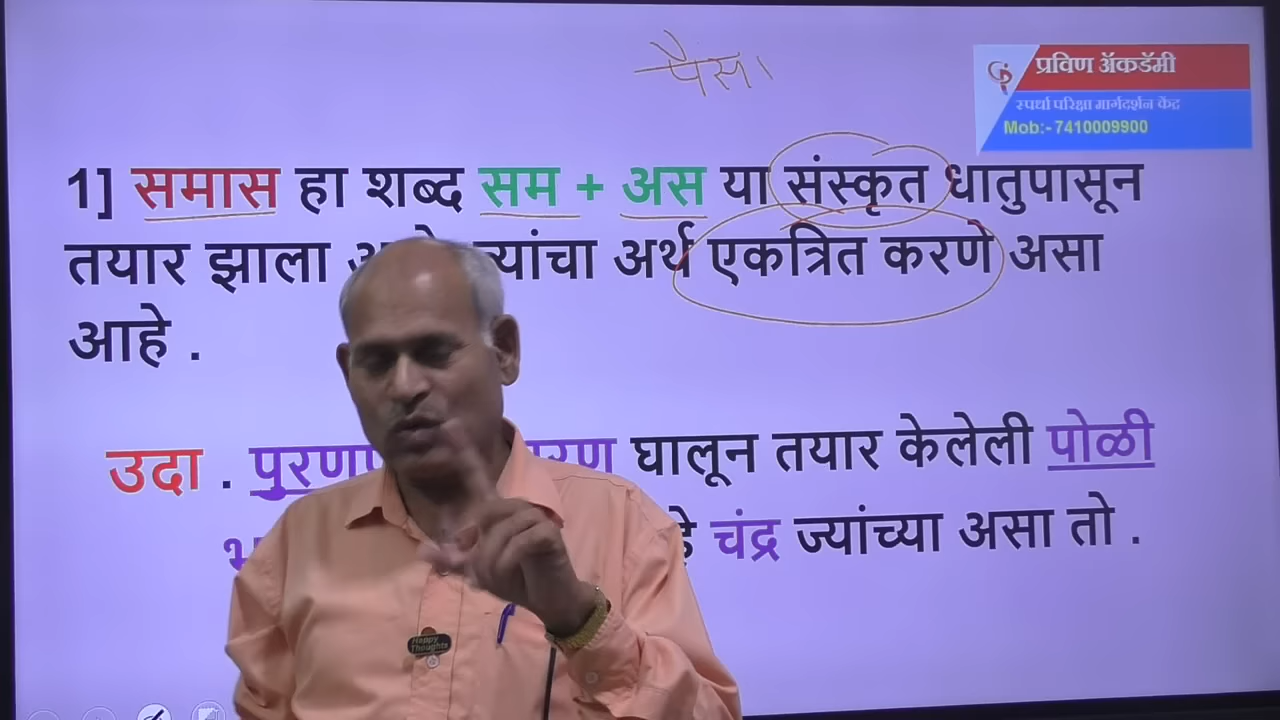 पैसा
प्रविण ॲकडॅमी
स्पर्धा परिक्षा मार्गदर्शन केंद्र
Mob:- 7410009900
1] समास हा शब्द सम + अस या संस्कृत धातुपासून
तयार झाला त्यांचा अर्थ एकत्रित करणे असा
आहे .
उदा . घालून तयार केलेली पोळी
चंद्र ज्यांच्या असा तो .
Happy
Thoughts